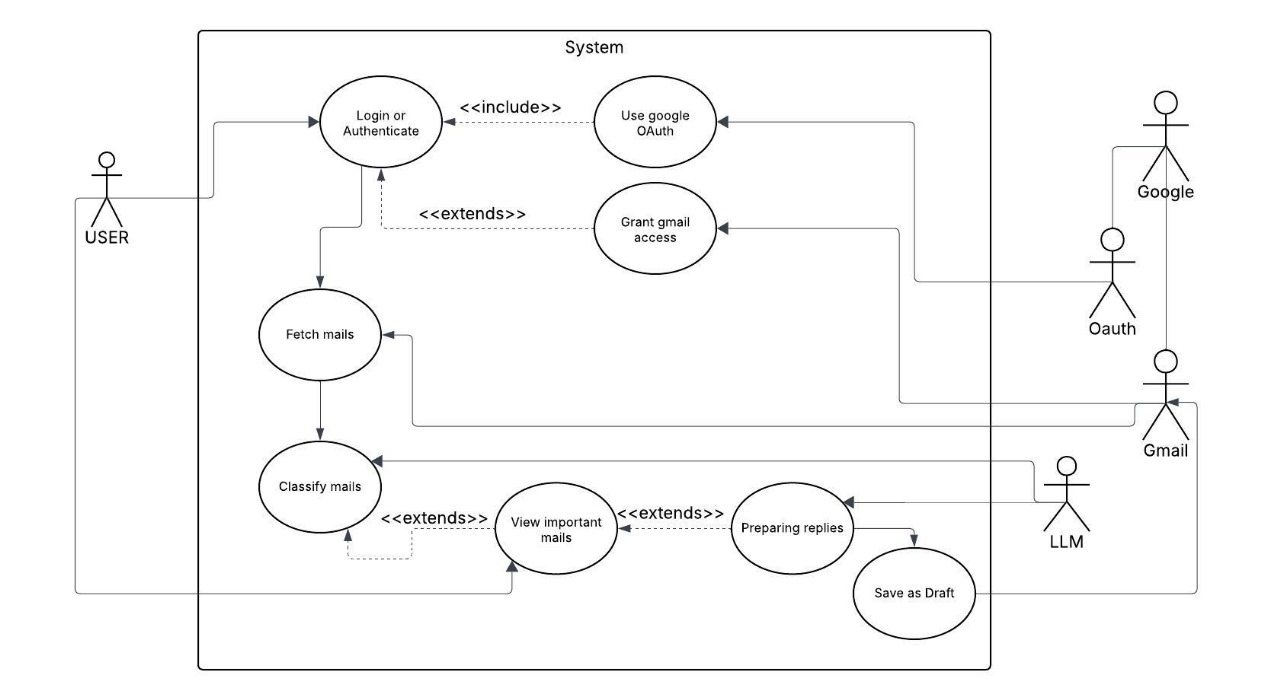 System
Login or
Authenticate
<<include>>
Use google
OAuth
Google
USER
<<extends>>
Grant gmail
access
Oauth
Fetch mails
Gmail
Classify mails
<<extends>>
View important
mails
<<extends>>
Preparing replies
LLM
Save as Draft